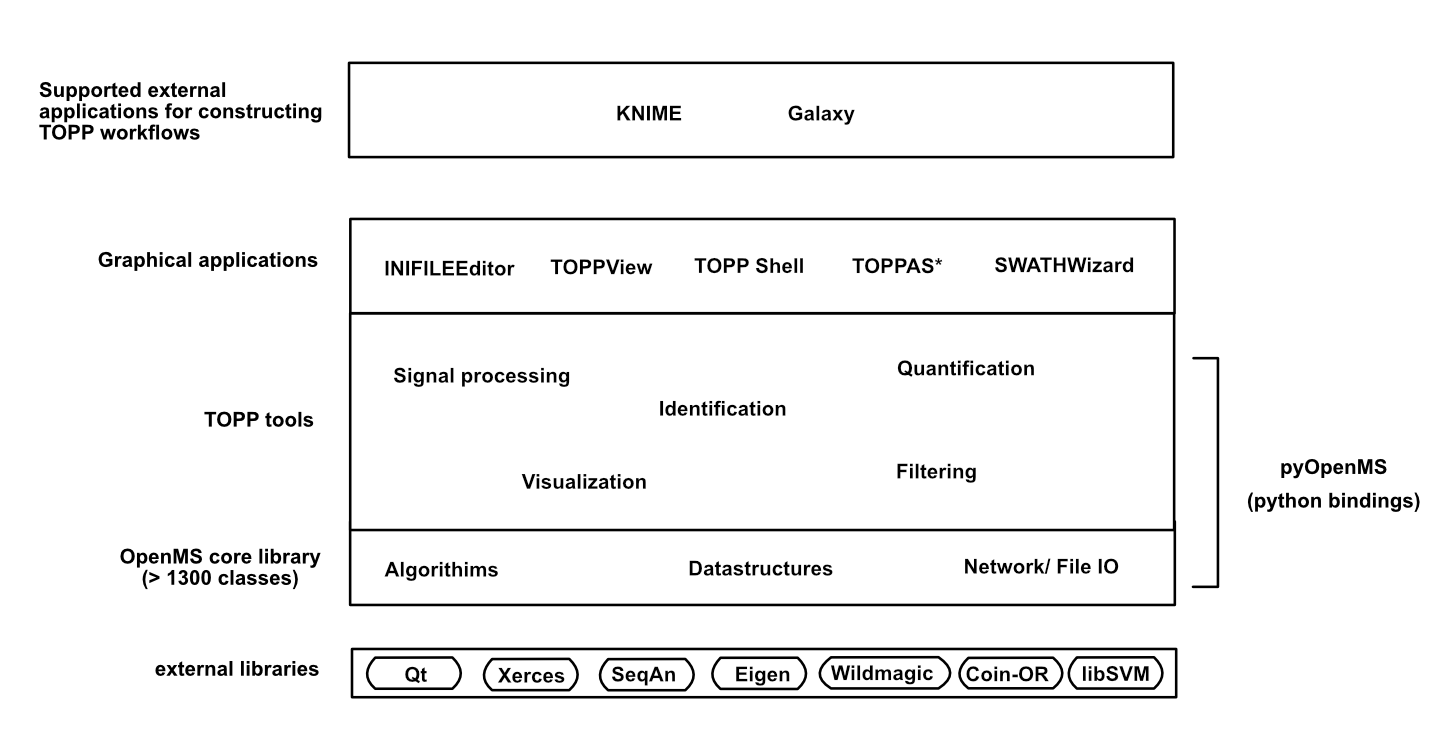 Supported external
applications for constructing
TOPP workflows
KNIME Galaxy
Graphical applications
INIFILEEditor TOPPView TOPP Shell TOPPAS* SWATHWizard
TOPP tools
Signal processing
Quantification
Identification
Visualization
Filtering
pyOpenMS
(python bindings)
OpenMS core library
(> 1300 classes)
Algorithims Datastructures Network/ File IO
external libraries
Qt Xerces SeqAn Eigen Wildmagic Coin-OR libSVM